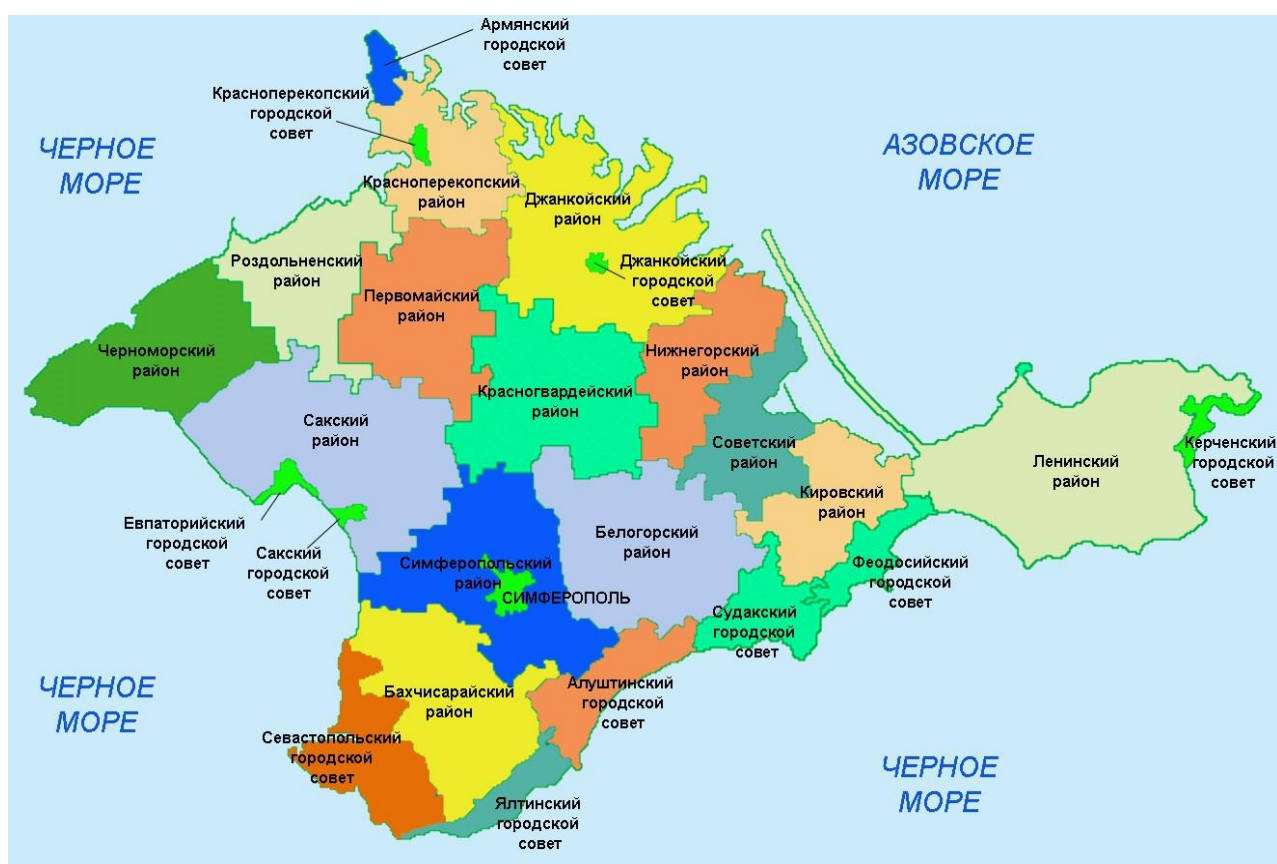 Армянский
городской
совет
Красноперекопский
городской
совет
ЧЕРНОЕ
МОРЕ
АЗОВСКОЕ
МОРЕ
Красноперекопский
район
Джанкойский
район
Роздольненский
район
Джанкойский
городской
совет
Первомайский
район
Черноморский
район
Нижнегорский
район
Красногвардейский
район
Сакский
район
Советский
район
Керченский
городской
совет
Ленинский
район
Кировский
район
Евпаторийский
городской
совет
Сакский
городской
совет
Белогорский
район
Симферопольский
район
СИМФЕРОПОЛЬ
Феодосийский
городской
совет
Судакский
городской
совет
ЧЕРНОЕ
МОРЕ
Бахчисарайский
район
Алуштинский
городской
совет
Севастопольский
городской
совет
ЧЕРНОЕ
МОРЕ
Ялтинский
городской
совет